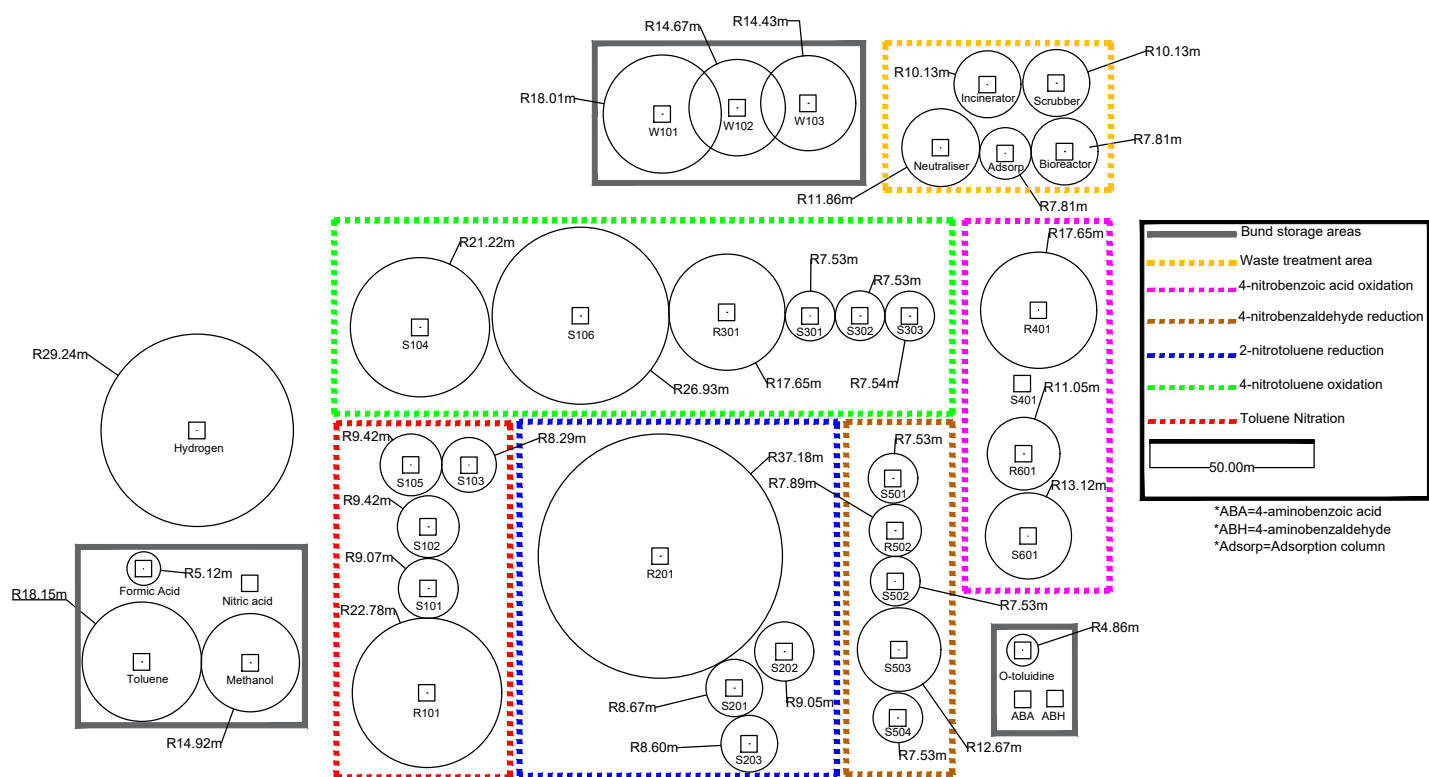 R14.67m
R14.43m
R18.01m
W101
W102
W103
R10.13m
R10.13m
Incinerator
Scrubber
Neutraliser
Adsorp
Bioreactor
R7.81m
R11.86m
R7.81m
R21.22m
S104
S106
R26.93m
R301
R17.65m
R7.53m
S301
R7.53m
S302
S303
R7.54m
R17.65m
R401
S401
R11.05m
R601
R13.12m
S601
Bund storage areas
Waste treatment area
4-nitrobenzoic acid oxidation
4-nitrobenzaldehyde reduction
2-nitrotoluene reduction
4-nitrotoluene oxidation
Toluene Nitration
50.00m
*ABA=4-aminobenzoic acid
*ABH=4-aminobenzaldehyde
*Adsorp=Adsorption column
R29.24m
Hydrogen
R9.42m
S105
S103
R8.29m
R9.42m
S102
R9.07m
S101
R22.78m
R101
R37.18m
R201
S202
R9.05m
S201
R8.67m
S203
R8.60m
R7.53m
S501
R7.89m
R502
S502
R7.53m
S503
R12.67m
S504
R7.53m
R5.12m
Formic Acid
Nitric acid
R18.15m
Toluene
Methanol
R14.92m
R4.86m
O-toluidine
ABA
ABH